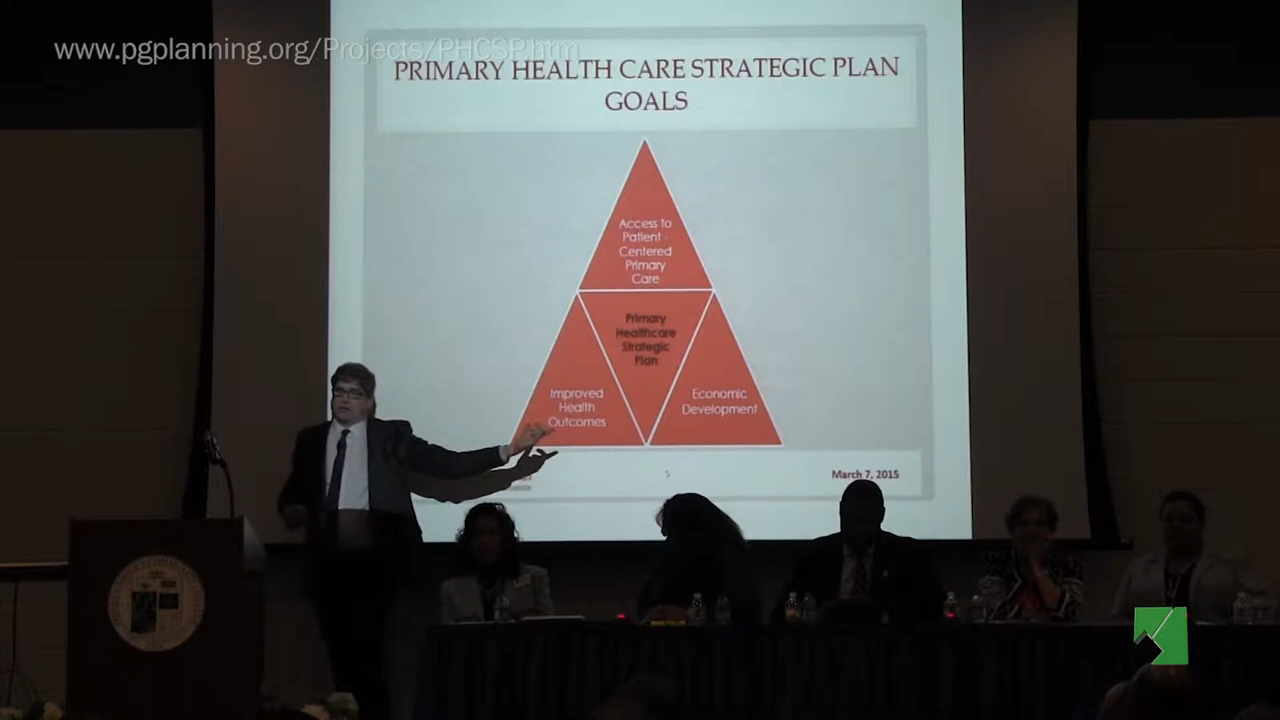 www.pgplanning.org/Projects/PHCSP.htm
PRIMARY HEALTH CARE STRATEGIC PLAN
GOALS
Access to
Patient -
Centered
Primary
Care
Primary
Healthcare
Strategic
Plan
Improved
Health
Outcomes
Economic
Development
5
March 7, 2015